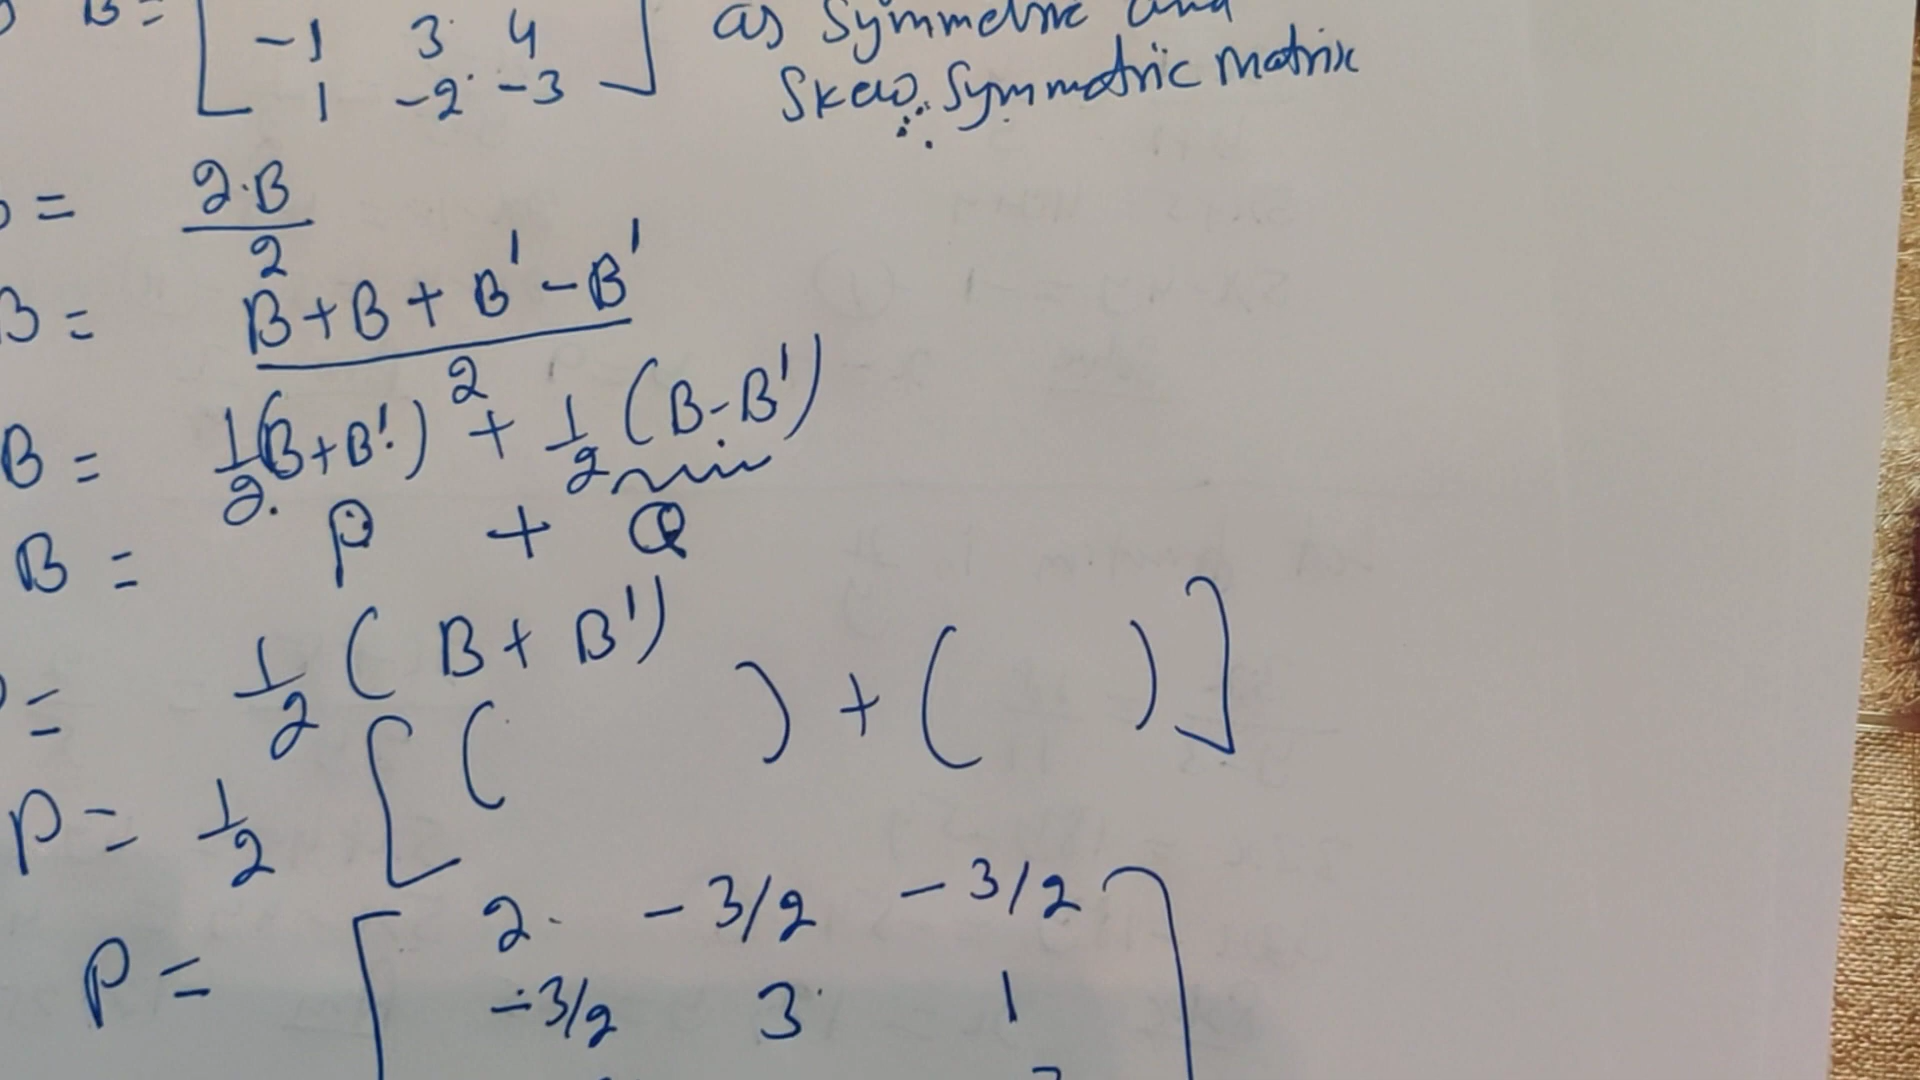 B = as Symmetric and
-1 3 4
1 -2 -3 Skew Symmetric Matrix
= 2·B / 2
B = B + B + B' - B' / 2
B = 1/2 (B + B') + 1/2 (B - B')
B = P + Q
= 1/2 ( B + B')
P = 1/2 [ ( ) + ( ) ]
2 -3/2 -3/2
P = -3/2 3 1